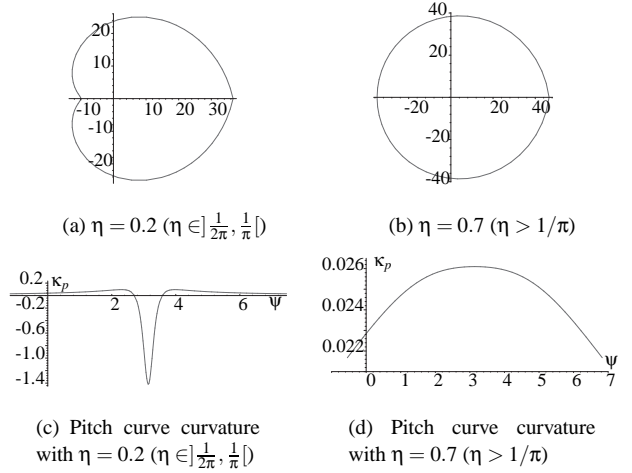 20
10
-10 10 20 30
-10
-20
(a) η = 0.2 (η ∈] 1/2π, 1/π [)
40
20
-20 20 40
-20
-40
(b) η = 0.7 (η > 1/π)
0.2 κp
2 4 6 ψ
-0.2
-0.6
-1.0
-1.4
(c) Pitch curve curvature
with η = 0.2 (η ∈] 1/2π, 1/π [)
0.026 κp
0.024
0.022
0 1 2 3 4 5 6 7 ψ
(d) Pitch curve curvature
with η = 0.7 (η > 1/π)